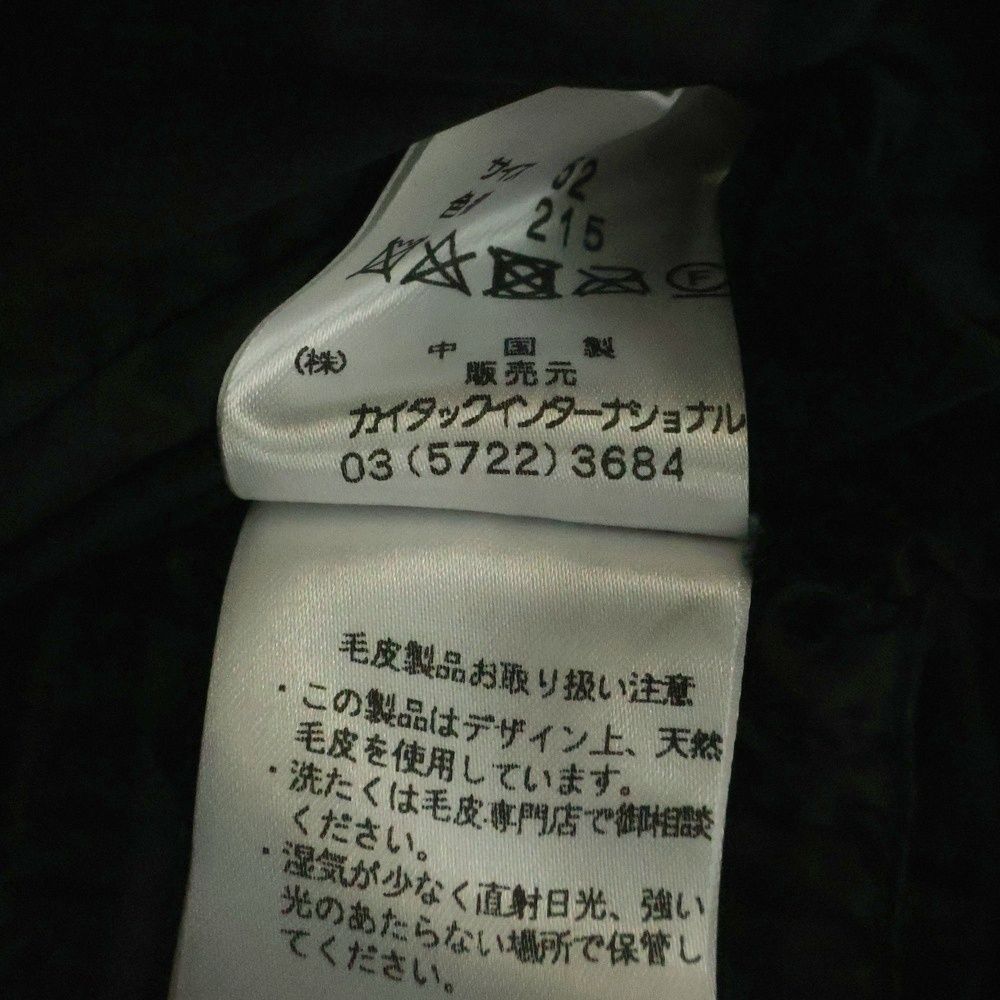 サイズ 52
色 215
F
中国製
販売元
(株)
カイタックインターナショナル
03(5722)3684
毛皮製品お取り扱い注意
・この製品はデザイン上、天然
毛皮を使用しています。
・洗たくは毛皮専門店で御相談
ください。
・湿気が少なく直射日光、強い
光のあたらない場所で保管し
てください。